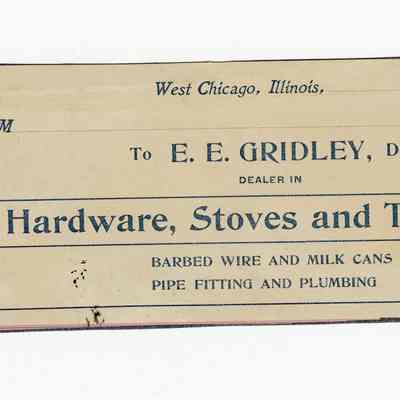 West Chicago, Illinois,
M
To E. E. GRIDLEY, D
DEALER IN
Hardware, Stoves and T
BARBED WIRE AND MILK CANS
PIPE FITTING AND PLUMBING